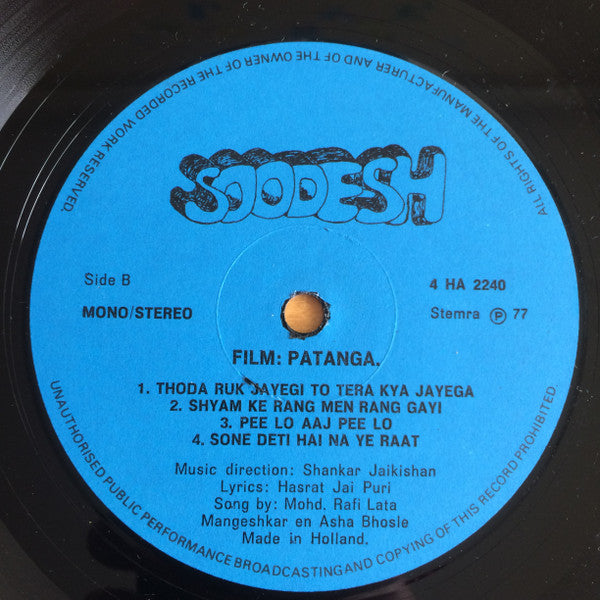 ALL RIGHTS OF THE MANUFACTURER AND OF THE OWNER OF THE RECORDED WORK RESERVED.
SOODESH
Side B
4 HA 2240
MONO/STEREO
Stemra ℗ 77
FILM: PATANGA.
1. THODA RUK JAYEGI TO TERA KYA JAYEGA
2. SHYAM KE RANG MEN RANG GAYI
3. PEE LO AAJ PEE LO
4. SONE DETI HAI NA YE RAAT
Music direction: Shankar Jaikishan
Lyrics: Hasrat Jai Puri
Song by: Mohd. Rafi Lata
Mangeshkar en Asha Bhosle
Made in Holland.
UNAUTHORISED PUBLIC PERFORMANCE BROADCASTING AND COPYING OF THIS RECORD PROHIBITED